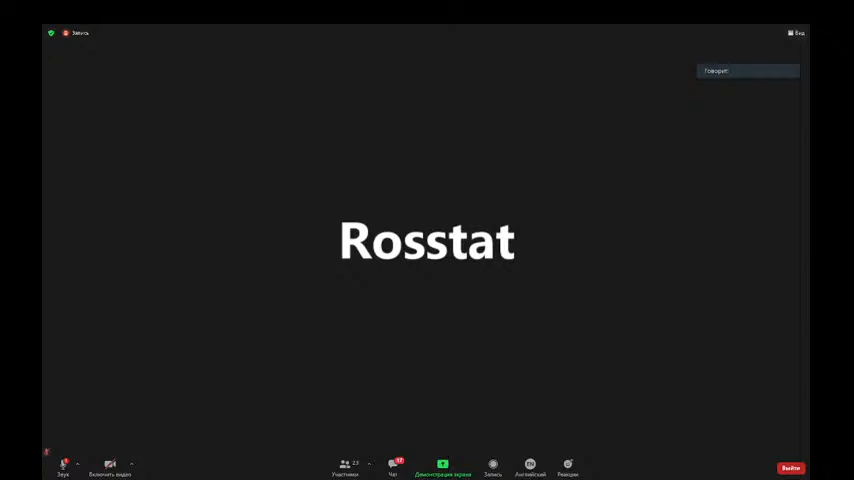 Запись
Вид
Говорит:
Rosstat
Звук
Включить видео
23
Участники
17
Чат
Демонстрация экрана
Запись
EN
Английский
Реакции
Выйти